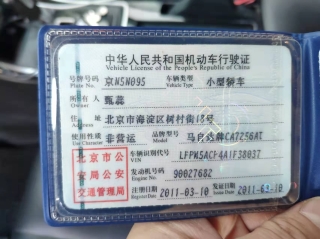 中华人民共和国机动车行驶证
Vehicle License of the People's Republic of China
号牌号码 Plate No. 京N5N095 车辆类型 Vehicle Type 小型轿车
所有人 Owner 甄蕊
住址 Address 北京市海淀区树村街18号
使用性质 Use Character 非营运 品牌型号 Model 马自达牌CA7256AT
北京市公安局公安交通管理局
车辆识别代号 VIN LFPM5ACF4A1F38037
发动机号码 Engine No. 90027682
注册日期 Register Date 2011-03-10 发证日期 Issue Date 2011-03-10